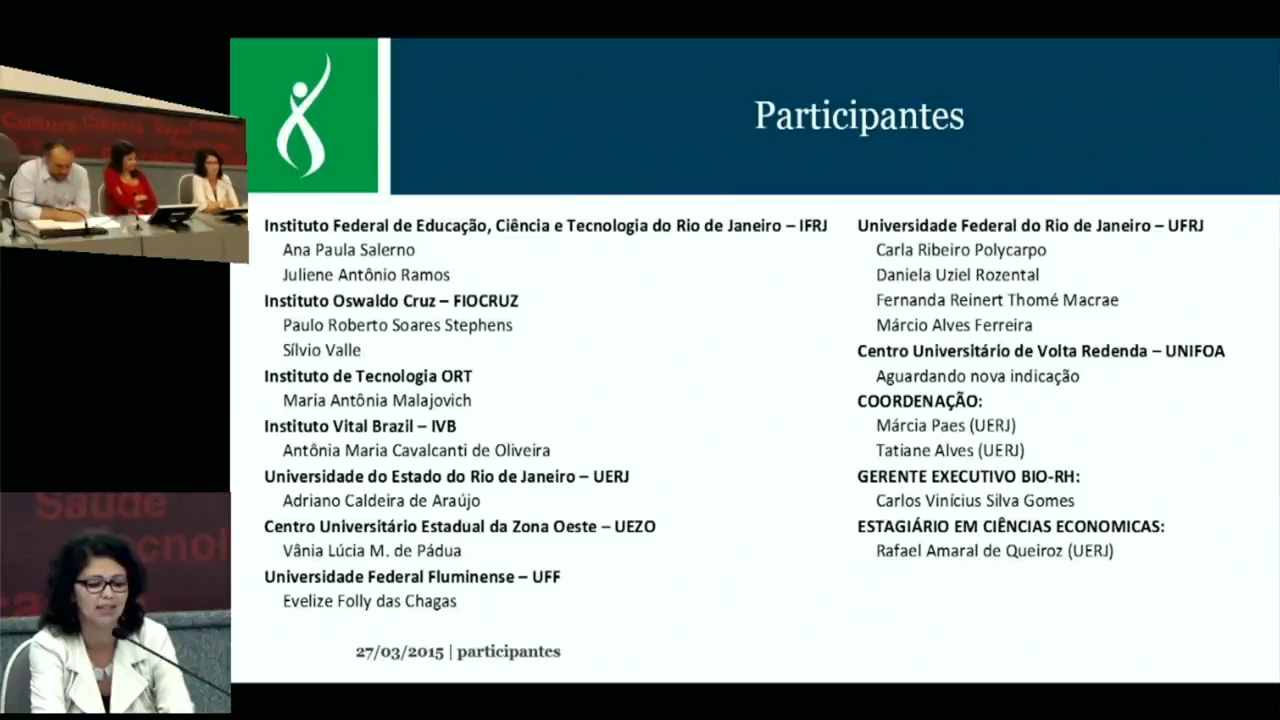 Participantes
Instituto Federal de Educação, Ciência e Tecnologia do Rio de Janeiro – IFRJ
Ana Paula Salerno
Juliene Antônio Ramos
Instituto Oswaldo Cruz – FIOCRUZ
Paulo Roberto Soares Stephens
Sílvio Valle
Instituto de Tecnologia ORT
Maria Antônia Malajovich
Instituto Vital Brazil – IVB
Antônia Maria Cavalcanti de Oliveira
Universidade do Estado do Rio de Janeiro – UERJ
Adriano Caldeira de Araújo
Centro Universitário Estadual da Zona Oeste – UEZO
Vânia Lúcia M. de Pádua
Universidade Federal Fluminense – UFF
Evelize Folly das Chagas
Universidade Federal do Rio de Janeiro – UFRJ
Carla Ribeiro Polycarpo
Daniela Uziel Rozental
Fernanda Reinert Thomé Macrae
Márcio Alves Ferreira
Centro Universitário de Volta Redenda – UNIFOA
Aguardando nova indicação
COORDENAÇÃO:
Márcia Paes (UERJ)
Tatiane Alves (UERJ)
GERENTE EXECUTIVO BIO-RH:
Carlos Vinícius Silva Gomes
ESTAGIÁRIO EM CIÊNCIAS ECONOMICAS:
Rafael Amaral de Queiroz (UERJ)
27/03/2015 | participantes
Cultura Ciência
Saúde
cnol